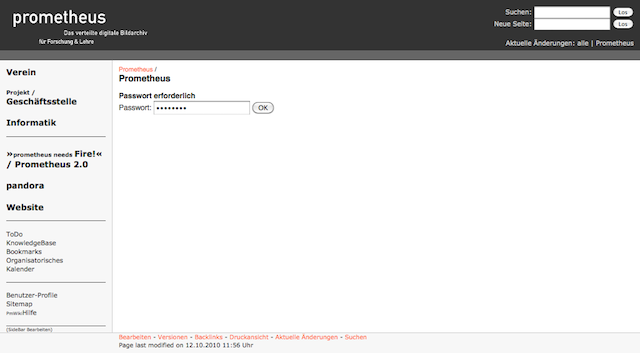 prometheus
Das verteilte digitale Bildarchiv
für Forschung & Lehre
Suchen: Los
Neue Seite: Los
Aktuelle Änderungen: alle | Prometheus
Verein
Projekt /
Geschäftsstelle
Informatik
»prometheus needs Fire!«
/ Prometheus 2.0
pandora
Website
ToDo
KnowledgeBase
Bookmarks
Organisatorisches
Kalender
Benutzer-Profile
Sitemap
PmWiki/Hilfe
(SideBar Bearbeiten)
Prometheus /
Prometheus
Passwort erforderlich
Passwort: •••••••• OK
Bearbeiten - Versionen - Backlinks - Druckansicht - Aktuelle Änderungen - Suchen
Page last modified on 12.10.2010 11:56 Uhr